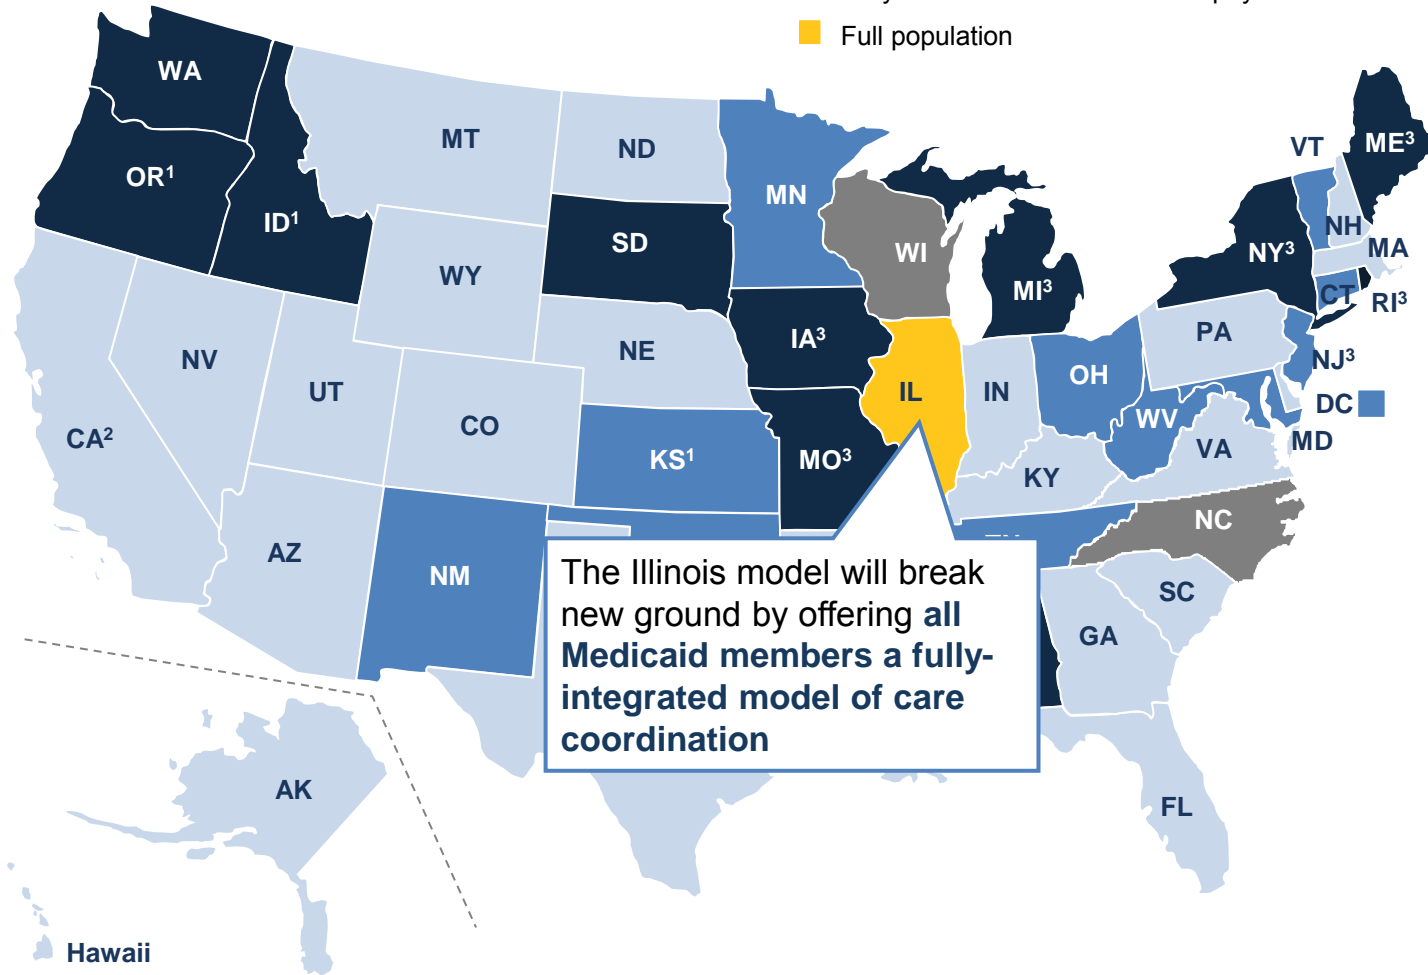 Full population
WA
MT
ND
VT
ME³
OR¹
MN
ID¹
NH
SD
WI
NY³
MA
WY
MI³
CT
RI³
IA³
PA
NV
NE
NJ³
UT
OH
IL
IN
DC
CO
WV
CA²
MD
KS¹
MO³
VA
KY
NC
AZ
NM
The Illinois model will break
new ground by offering all
Medicaid members a fully-
integrated model of care
coordination
SC
GA
AK
FL
Hawaii